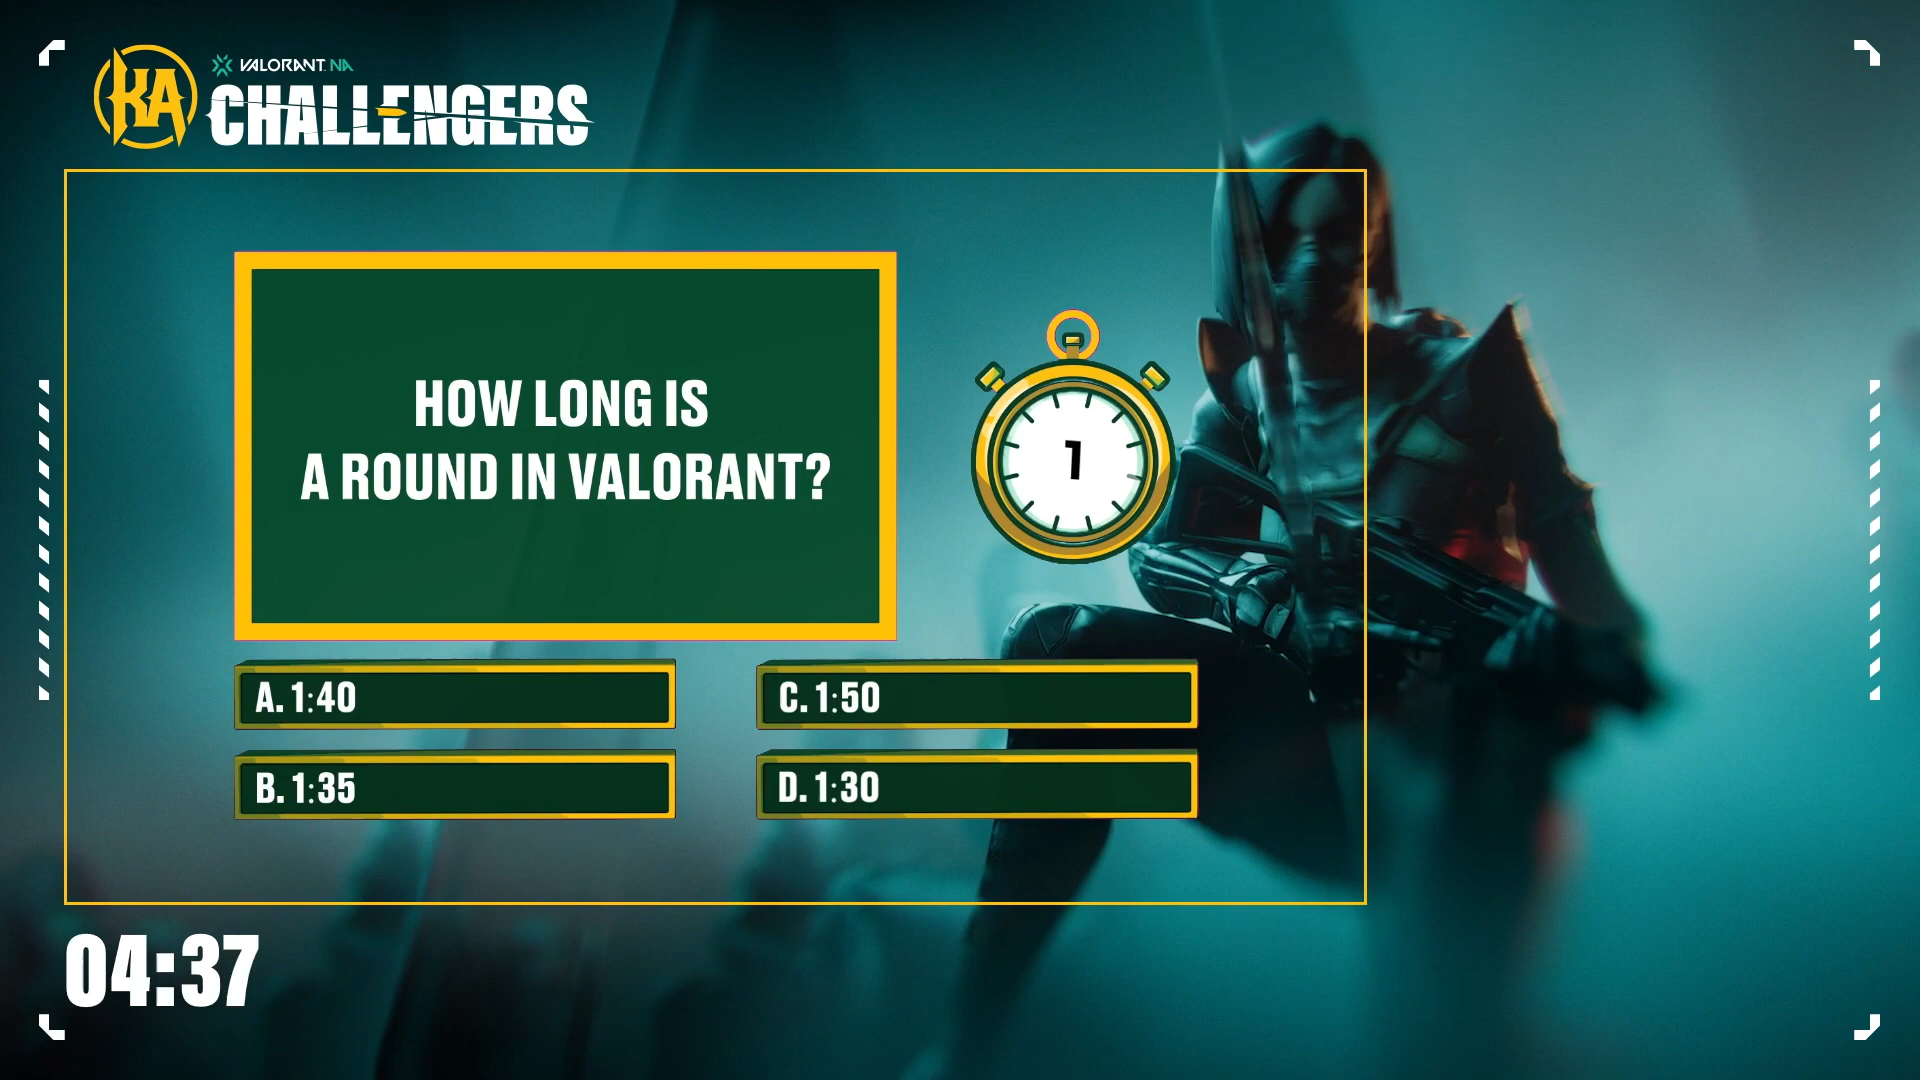 KA
VALORANT NA
CHALLENGERS
HOW LONG IS
A ROUND IN VALORANT?
1
A. 1:40
C. 1:50
B. 1:35
D. 1:30
04:37